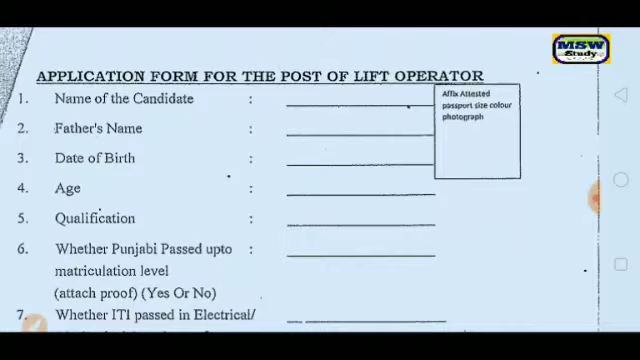 MSW
Study
APPLICATION FORM FOR THE POST OF LIFT OPERATOR
Affix Attested
passport size colour
photograph
1. Name of the Candidate :
2. Father's Name :
3. Date of Birth :
4. Age :
5. Qualification :
6. Whether Punjabi Passed upto :
matriculation level
(attach proof) (Yes Or No)
7. Whether ITI passed in Electrical/